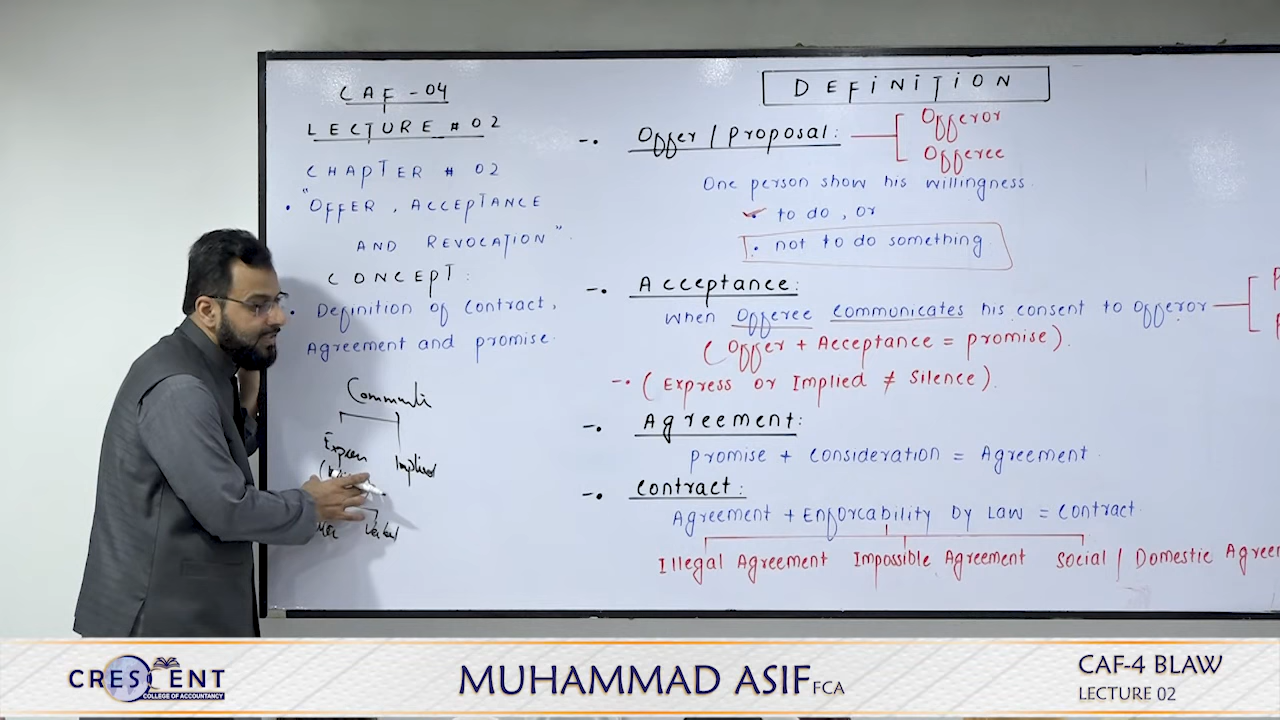 CAF - 04
LECTURE # 02
CHAPTER # 02
• "OFFER, ACCEPTANCE
AND REVOCATION".
CONCEPT:
• Definition of contract,
Agreement and promise.
Express
Implied
Verbal
DEFINITION
-• Offer / Proposal:
Offeror
Offeree
One person show his willingness.
• to do, or
• not to do something
-• Acceptance:
When Offeree communicates his consent to Offeror
(Offer + Acceptance = promise).
-• (Express or Implied ≠ Silence).
-• Agreement:
promise + consideration = Agreement
-• Contract:
Agreement + Enforcability by Law = Contract
Illegal Agreement Impossible Agreement Social / Domestic Agree
CRESCENT
COLLEGE OF ACCOUNTANCY
MUHAMMAD ASIF FCA
CAF-4 BLAW
LECTURE 02